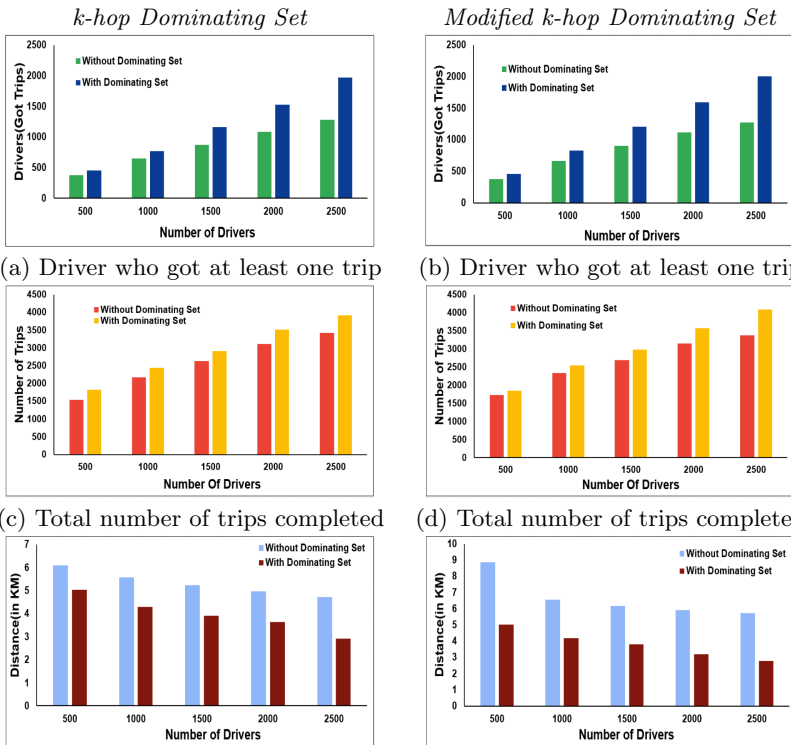 k-hop Dominating Set
Modified k-hop Dominating Set
2500
2000
1500
1000
500
0
Drivers(Got Trips)
Without Dominating Set
With Dominating Set
500 1000 1500 2000 2500
Number of Drivers
2500
2000
1500
1000
500
0
Drivers(Got Trips)
Without Dominating Set
With Dominating Set
500 1000 1500 2000 2500
Number of Drivers
(a) Driver who got at least one trip
(b) Driver who got at least one trip
4500
4000
3500
3000
2500
2000
1500
1000
500
0
Number of Trips
Without Dominating Set
With Dominating Set
500 1000 1500 2000 2500
Number Of Drivers
4500
4000
3500
3000
2500
2000
1500
1000
500
0
Number of Trips
Without Dominating Set
With Dominating Set
500 1000 1500 2000 2500
Number of Drivers
(c) Total number of trips completed
(d) Total number of trips complete
7
6
5
4
3
2
1
0
Distance(in KM)
Without Dominating Set
With Dominating Set
500 1000 1500 2000 2500
Number of Drivers
10
9
8
7
6
5
4
3
2
1
0
Distance(in KM)
Without Dominating Set
With Dominating Set
500 1000 1500 2000 2500
Number of Drivers